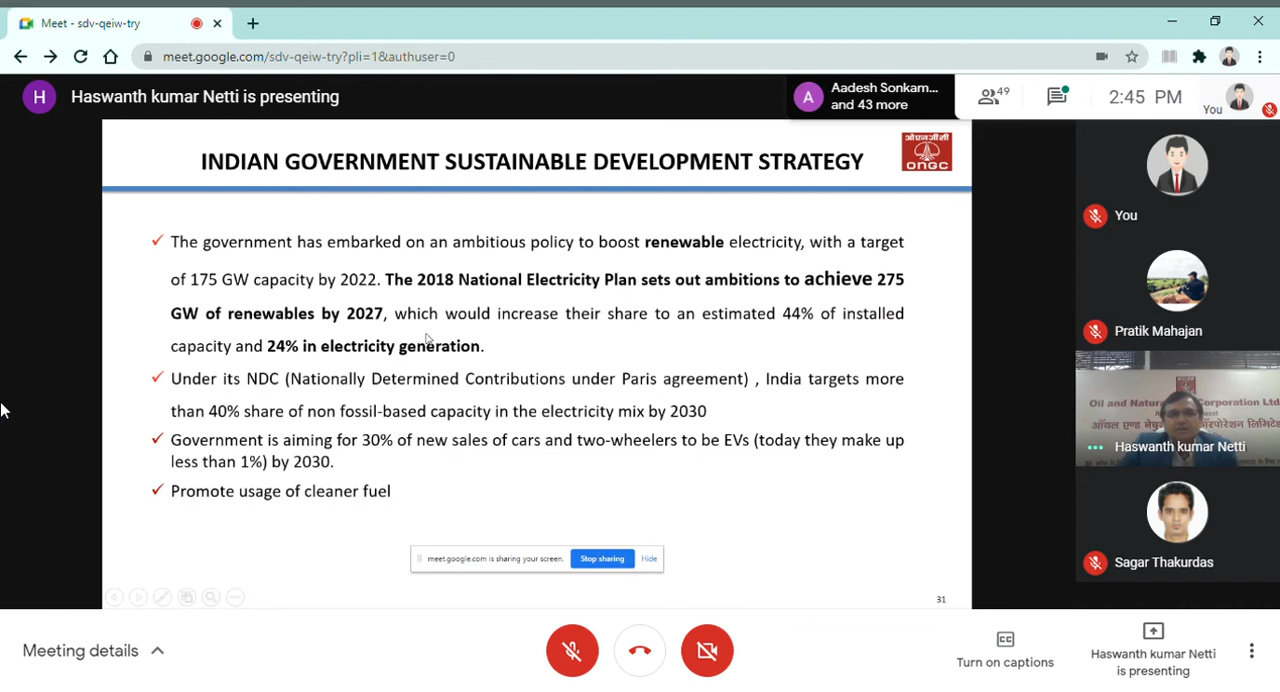 Meet - sdv-qeiw-try
meet.google.com/sdv-qeiw-try?pli=1&authuser=0
H
Haswanth kumar Netti is presenting
A
Aadesh Sonkam...
and 43 more
49
2:45 PM
You
INDIAN GOVERNMENT SUSTAINABLE DEVELOPMENT STRATEGY
ओएनजीसी
ONGC
✓ The government has embarked on an ambitious policy to boost renewable electricity, with a target
of 175 GW capacity by 2022. The 2018 National Electricity Plan sets out ambitions to achieve 275
GW of renewables by 2027, which would increase their share to an estimated 44% of installed
capacity and 24% in electricity generation.
✓ Under its NDC (Nationally Determined Contributions under Paris agreement) , India targets more
than 40% share of non fossil-based capacity in the electricity mix by 2030
✓ Government is aiming for 30% of new sales of cars and two-wheelers to be EVs (today they make up
less than 1%) by 2030.
✓ Promote usage of cleaner fuel
meet.google.com is sharing your screen.
Stop sharing
Hide
31
You
Pratik Mahajan
Oil and Natur Corporation Ltd
Haswanth kumar Netti
Sagar Thakurdas
Meeting details
CC
Turn on captions
Haswanth kumar Netti
is presenting